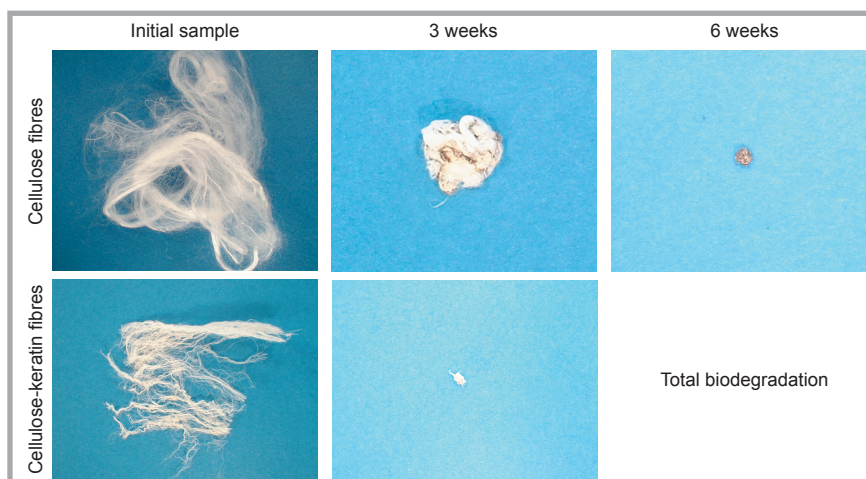 Initial sample
3 weeks
6 weeks
Cellulose fibres
Cellulose-keratin fibres
Total biodegradation